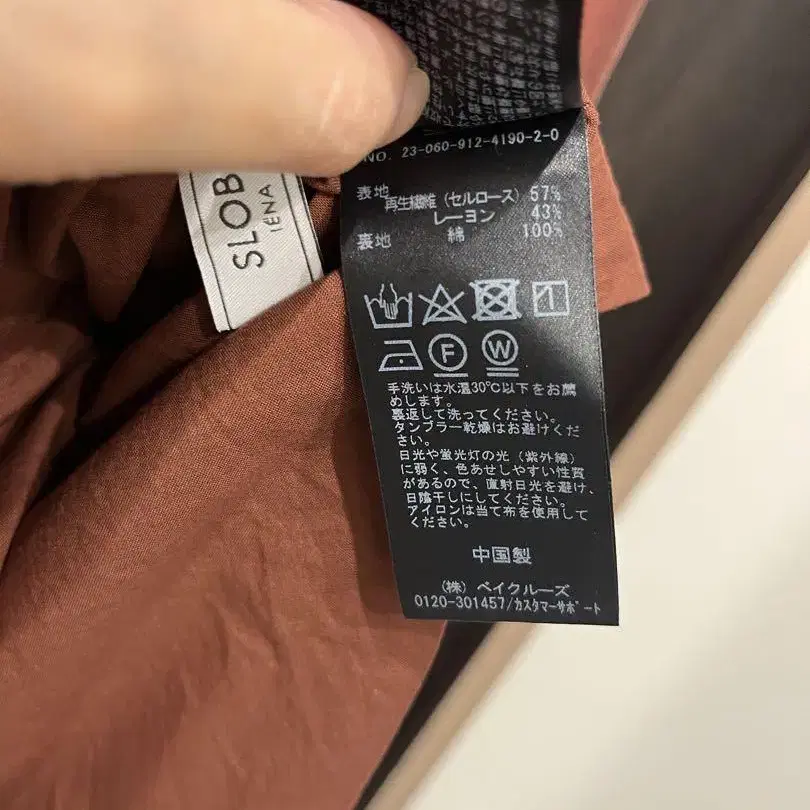 NO. 23-060-912-4190-2-0
表地
再生繊維（セルロース） 57%
レーヨン 43%
裏地 綿 100%
F W
手洗いは水温30℃以下をお薦
めします。
裏返して洗ってください。
タンブラー乾燥はお避けくだ
さい。
日光や蛍光灯の光（紫外線）
に弱く、色あせしやすい性質
があるので、直射日光を避け、
日陰干しにしてください。
アイロンは当て布を使用して
ください。
中国製
（株）ベイクルーズ
0120-301457/カスタマーサポート
SLOB
IÉNA